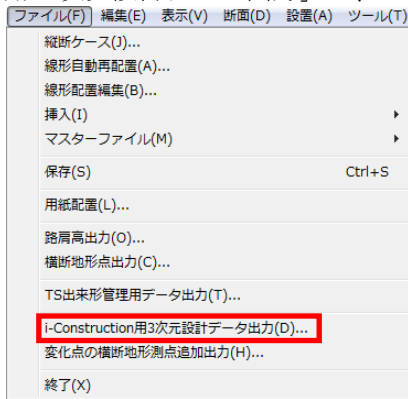 ファイル(F) 編集(E) 表示(V) 断面(D) 設置(A) ツール(T)
縦断ケース(J)...
線形自動再配置(A)...
線形配置編集(B)...
挿入(I)
マスターファイル(M)
保存(S) Ctrl+S
用紙配置(L)...
路肩高出力(O)...
横断地形点出力(C)...
TS出来形管理用データ出力(T)...
i-Construction用3次元設計データ出力(D)...
変化点の横断地形測点追加出力(H)...
終了(X)